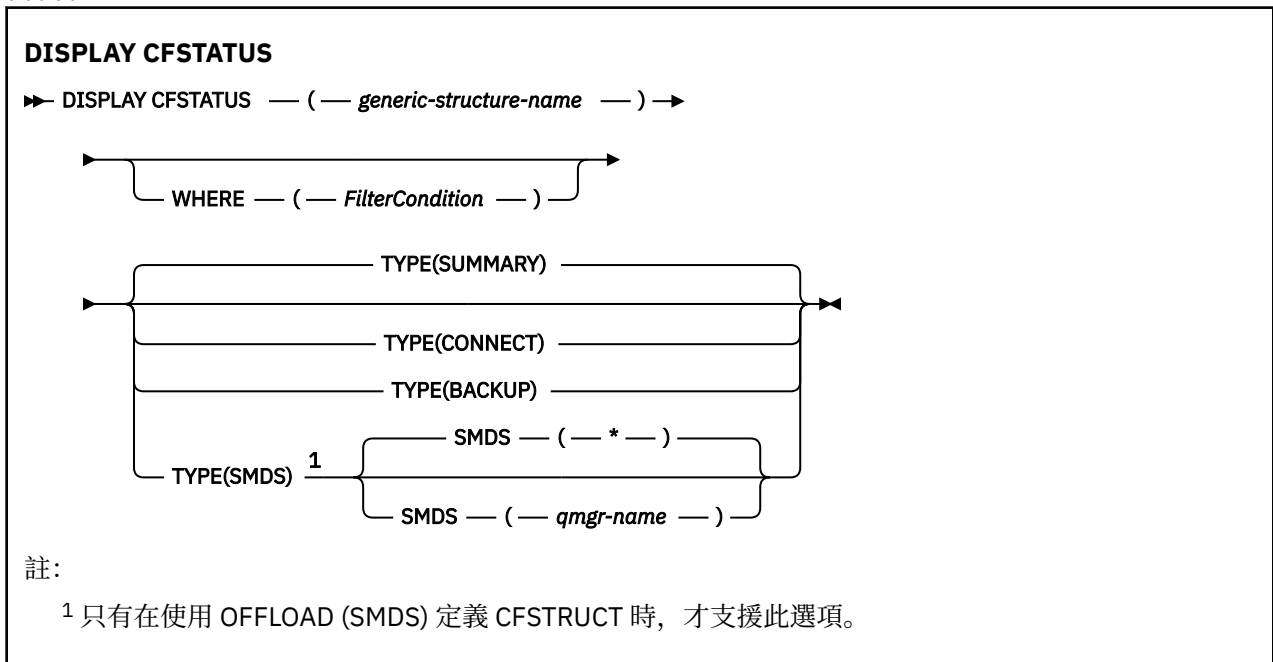 DISPLAY CFSTATUS
DISPLAY CFSTATUS ( generic-structure-name )
WHERE ( FilterCondition )
TYPE(SUMMARY)
TYPE(CONNECT)
TYPE(BACKUP)
SMDS ( * )
TYPE(SMDS) 1
SMDS ( qmgr-name )
註:
1 只有在使用 OFFLOAD (SMDS) 定義 CFSTRUCT 時，才支援此選項。